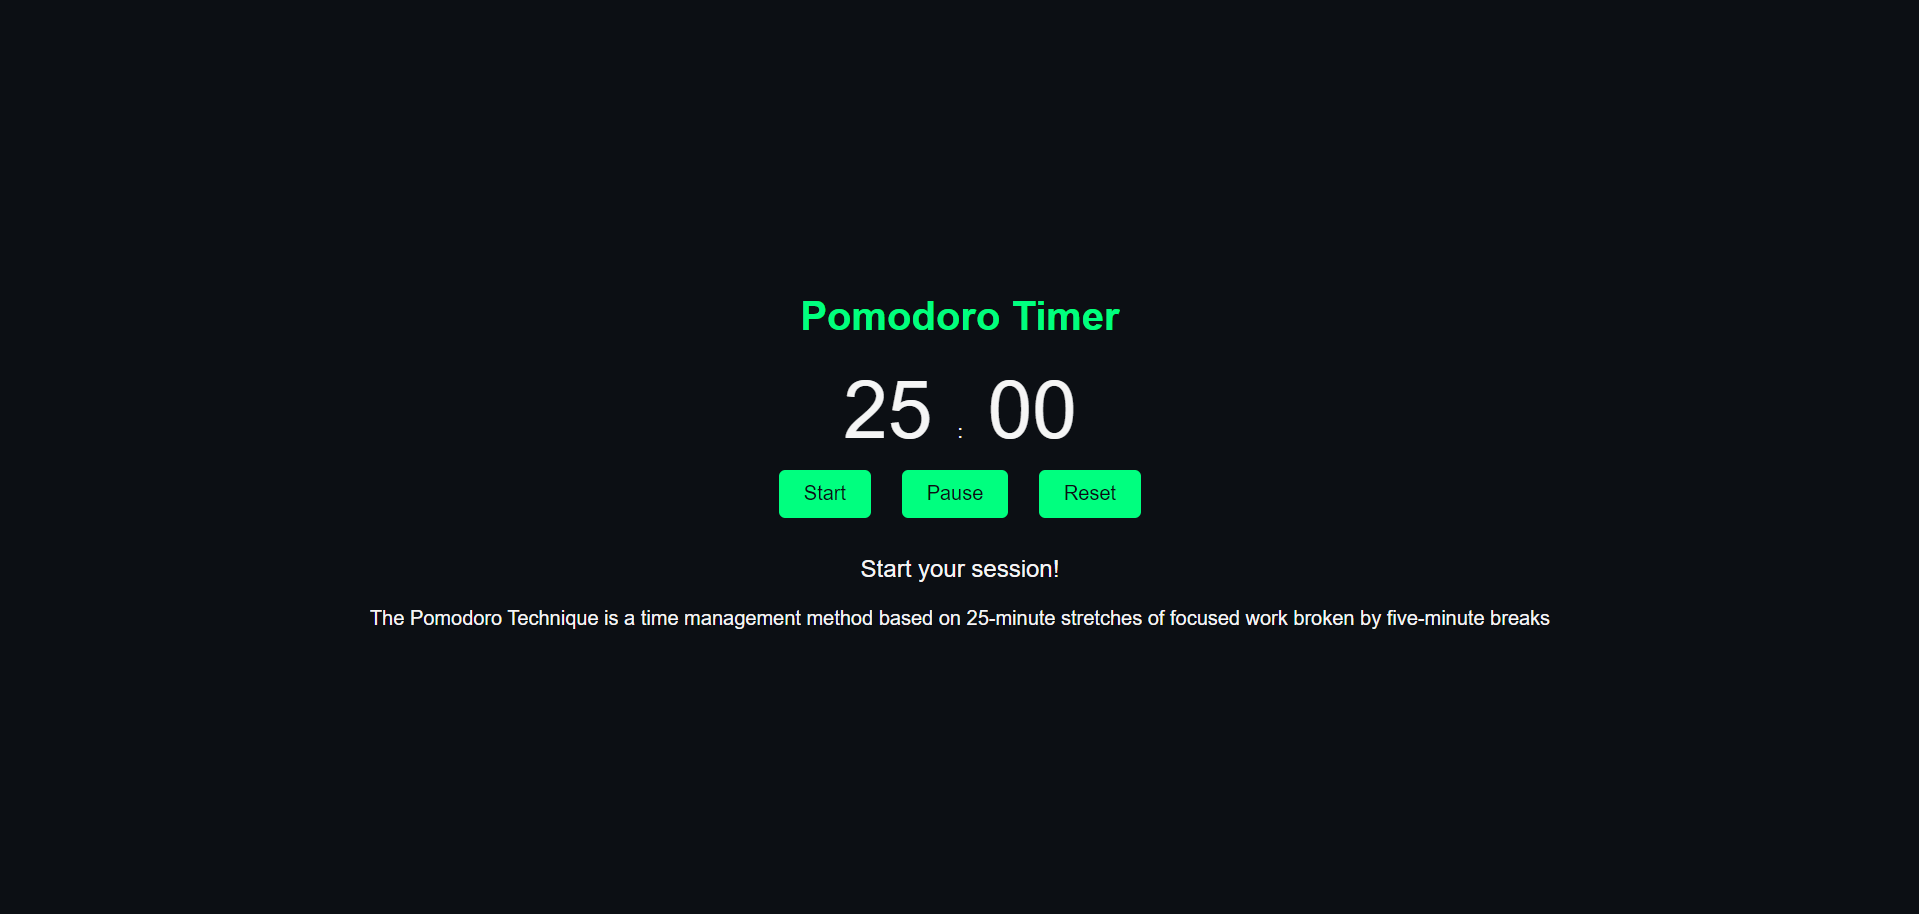 Pomodoro Timer
25 : 00
Start Pause Reset
Start your session!
The Pomodoro Technique is a time management method based on 25-minute stretches of focused work broken by five-minute breaks